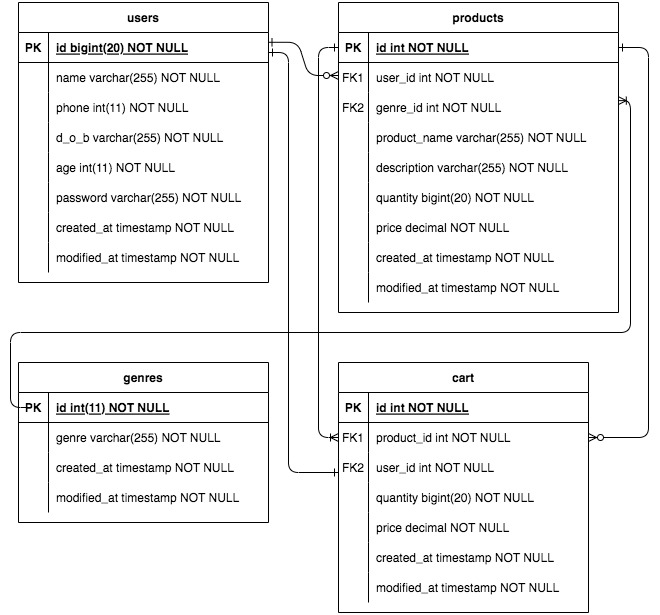 users
PK id bigint(20) NOT NULL
name varchar(255) NOT NULL
phone int(11) NOT NULL
d_o_b varchar(255) NOT NULL
age int(11) NOT NULL
password varchar(255) NOT NULL
created_at timestamp NOT NULL
modified_at timestamp NOT NULL
products
PK id int NOT NULL
FK1 user_id int NOT NULL
FK2 genre_id int NOT NULL
product_name varchar(255) NOT NULL
description varchar(255) NOT NULL
quantity bigint(20) NOT NULL
price decimal NOT NULL
created_at timestamp NOT NULL
modified_at timestamp NOT NULL
genres
PK id int(11) NOT NULL
genre varchar(255) NOT NULL
created_at timestamp NOT NULL
modified_at timestamp NOT NULL
cart
PK id int NOT NULL
FK1 product_id int NOT NULL
FK2 user_id int NOT NULL
quantity bigint(20) NOT NULL
price decimal NOT NULL
created_at timestamp NOT NULL
modified_at timestamp NOT NULL